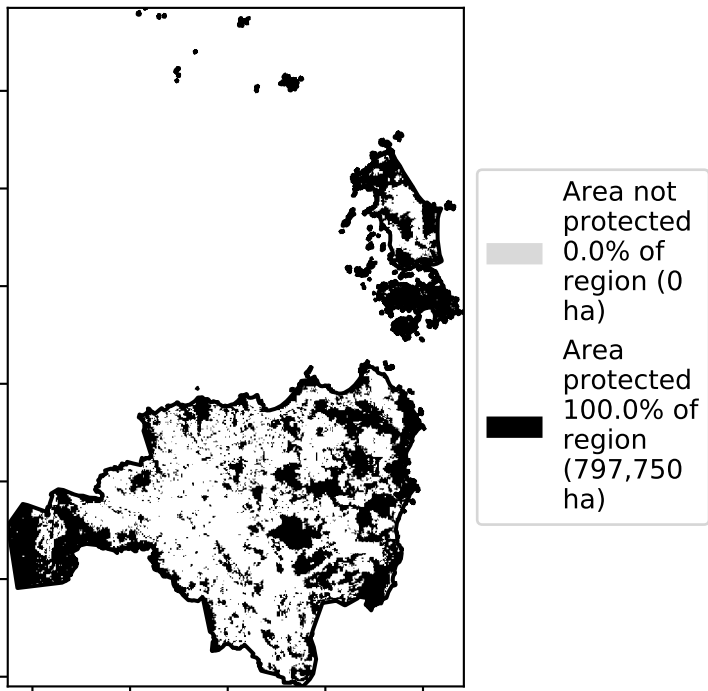 Area not
protected
0.0% of
region (0
ha)
Area
protected
100.0% of
region
(797,750
ha)